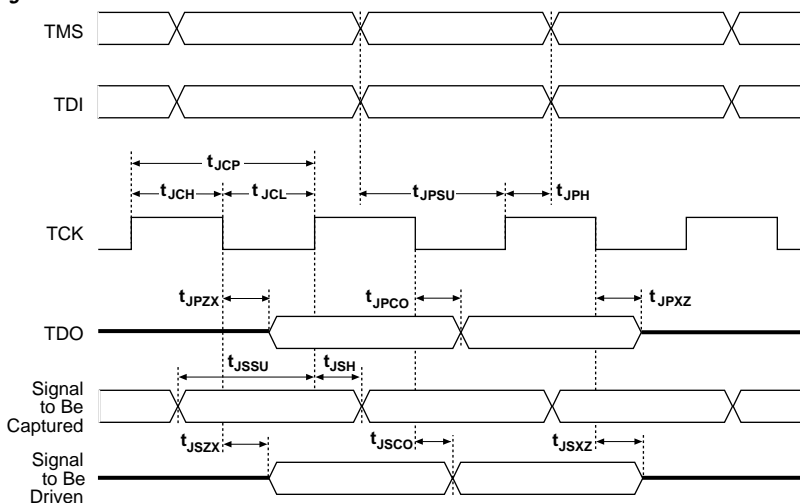 TMS
TDI
tJCP
tJCH
tJCL
tJPSU
tJPH
TCK
tJPZX
tJPCO
tJPXZ
TDO
tJSSU
tJSH
Signal
to Be
Captured
tJSZX
tJSCO
tJSXZ
Signal
to Be
Driven